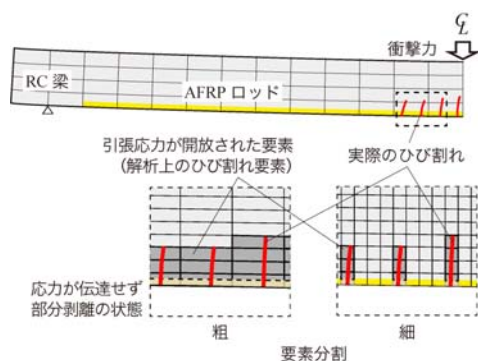 ℄
衝撃力
RC 梁
AFRP ロッド
引張応力が開放された要素
(解析上のひび割れ要素)
実際のひび割れ
応力が伝達せず
部分剥離の状態
粗
細
要素分割